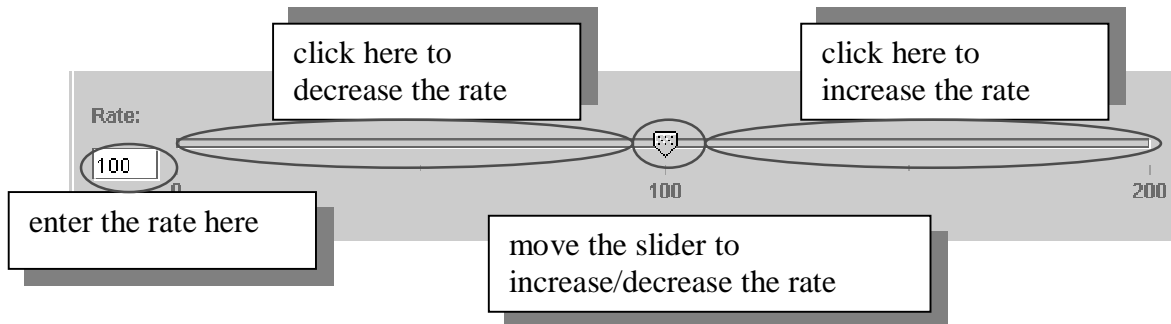 click here to
decrease the rate
click here to
increase the rate
Rate:
100
0
100
200
enter the rate here
move the slider to
increase/decrease the rate